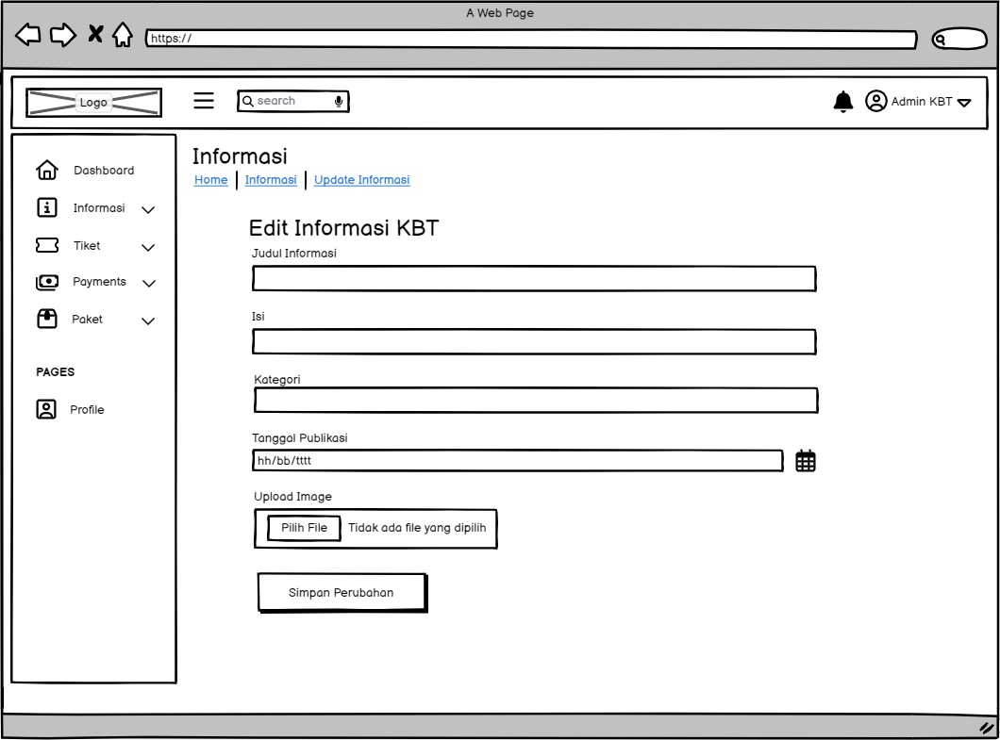 A Web Page
https://
Logo
search
Admin KBT
Dashboard
Informasi
Tiket
Payments
Paket
PAGES
Profile
Informasi
Home
Informasi
Update Informasi
Edit Informasi KBT
Judul Informasi
Isi
Kategori
Tanggal Publikasi
hh/bb/tttt
Upload Image
Pilih File
Tidak ada file yang dipilih
Simpan Perubahan